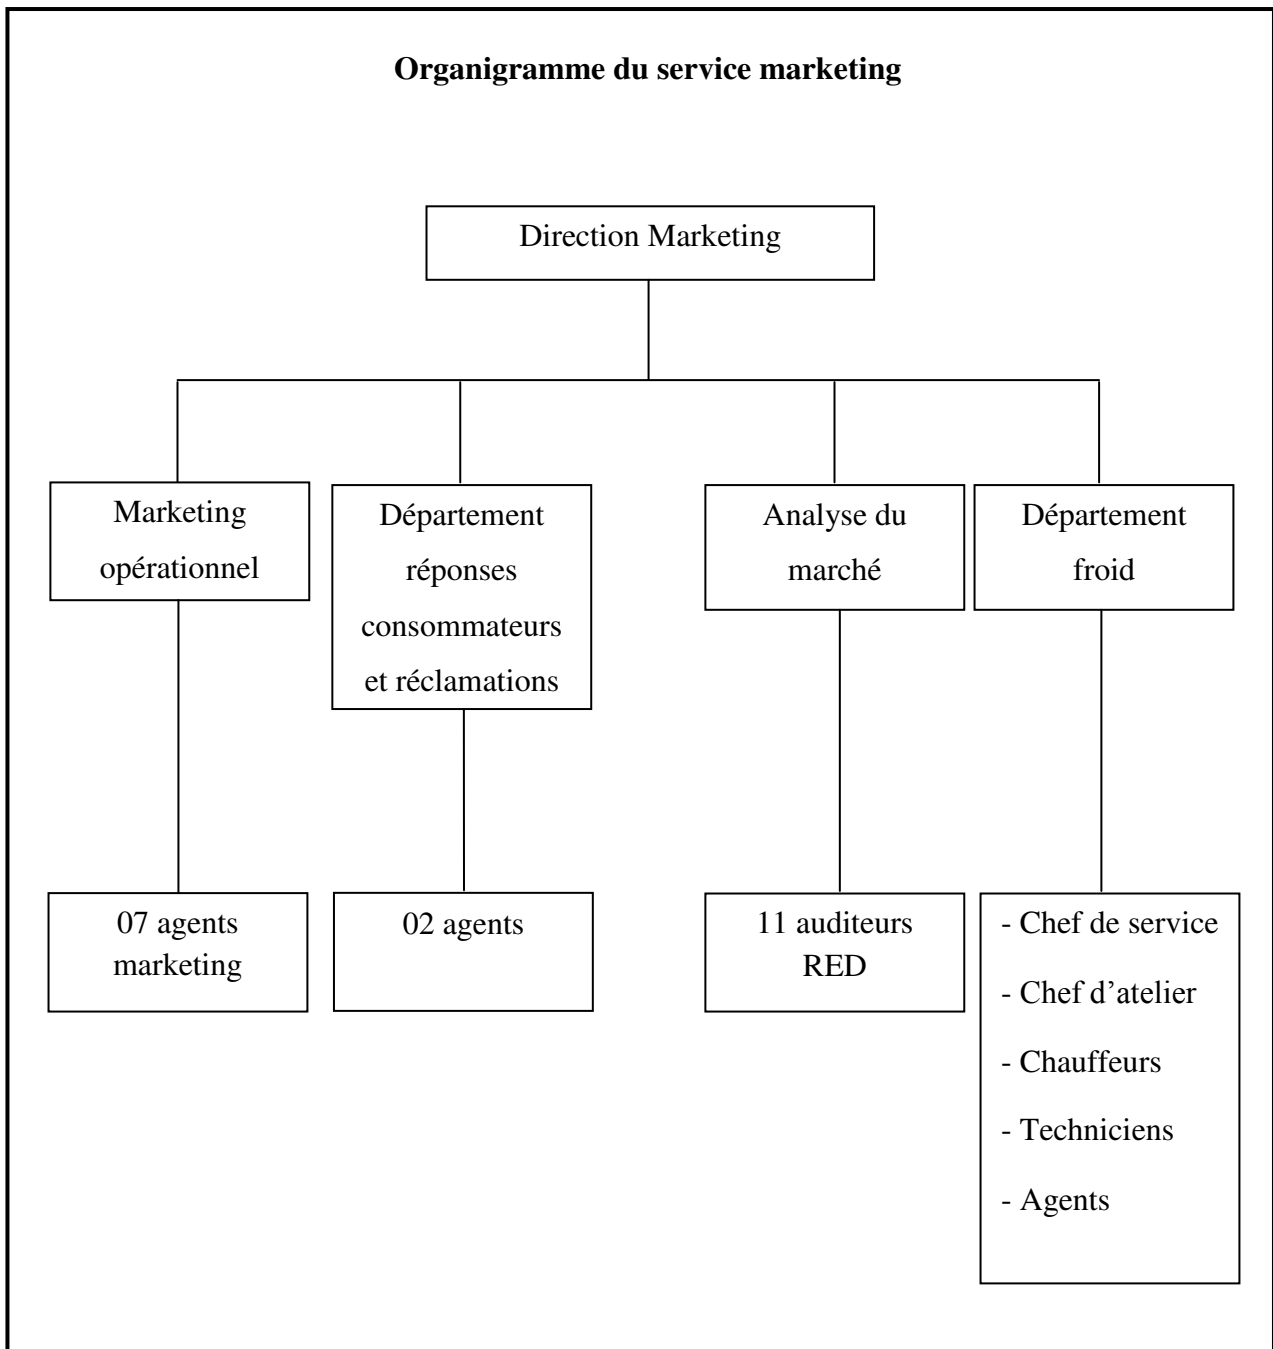 Organigramme du service marketing
Direction Marketing
Marketing
opérationnel
Département
réponses
consommateurs
et réclamations
Analyse du
marché
Département
froid
07 agents
marketing
02 agents
11 auditeurs
RED
- Chef de service
- Chef d’atelier
- Chauffeurs
- Techniciens
- Agents